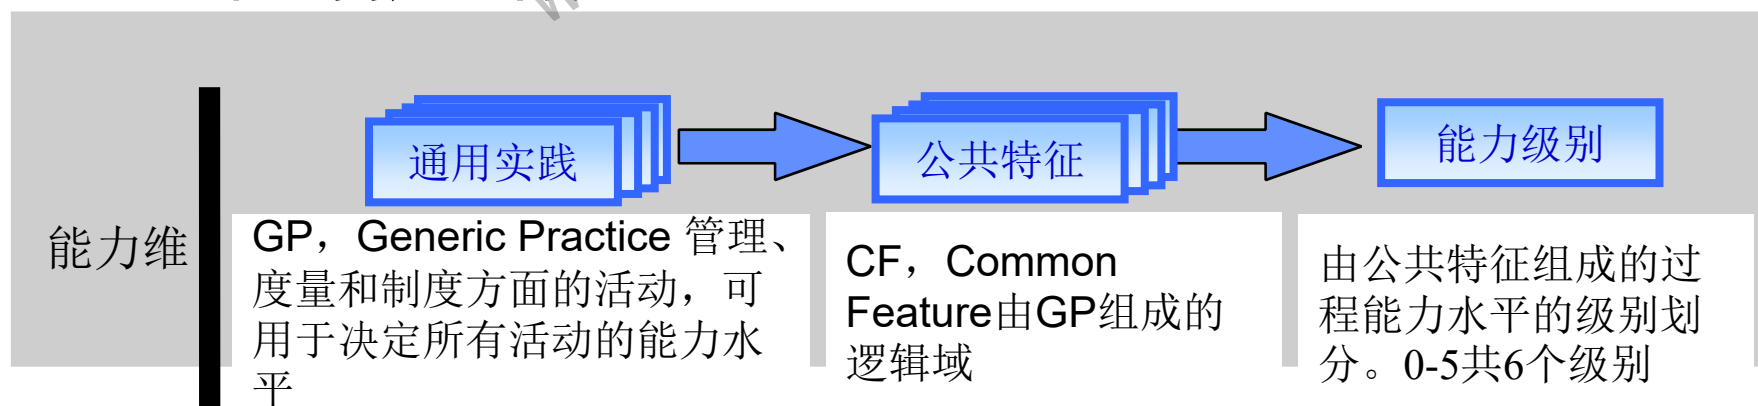 通用实践
公共特征
能力级别
能力维
GP，Generic Practice 管理、
度量和制度方面的活动，可
用于决定所有活动的能力水
平
CF，Common
Feature由GP组成的
逻辑域
由公共特征组成的过
程能力水平的级别划
分。0-5共6个级别